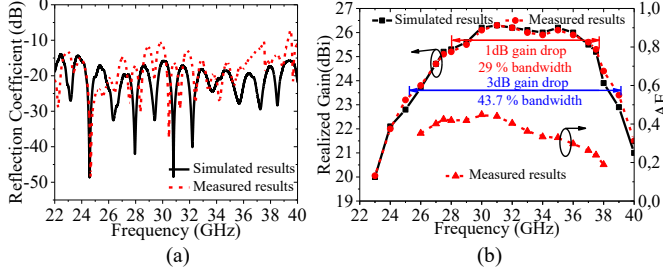 0
-10
-20
-30
-40
-50
Reflection Coefficient (dB)
Simulated results
Measured results
22 24 26 28 30 32 34 36 38 40
Frequency (GHz)
(a)
27
26
25
24
23
22
21
20
19
Realized Gain(dBi)
Simulated results
Measured results
1dB gain drop
29 % bandwidth
3dB gain drop
43.7 % bandwidth
Measured results
1.0
0.8
0.6
0.4
0.2
0.0
AE
22 24 26 28 30 32 34 36 38 40
Frequency (GHz)
(b)